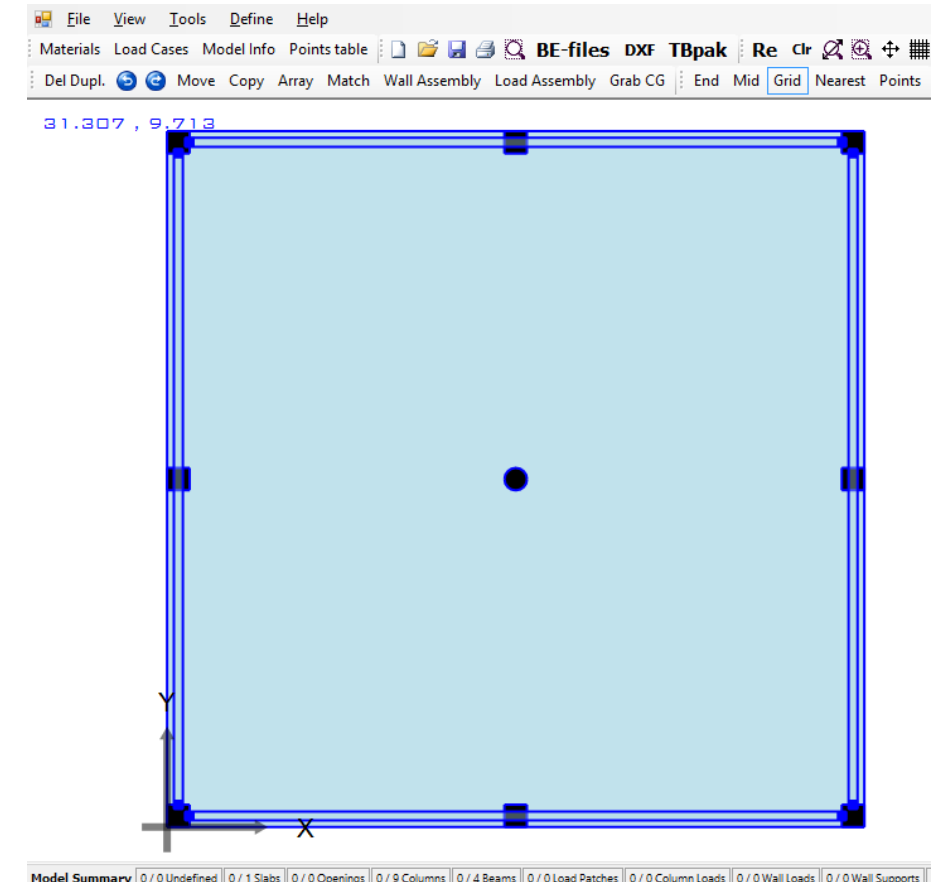 File View Tools Define Help
Materials Load Cases Model Info Points table BE-files DXF TBpak Re Clr
Del Dupl. Move Copy Array Match Wall Assembly Load Assembly Grab CG End Mid Grid Nearest Points
31.307 , 9.713
Y
X
Model Summary 0 / 0 Undefined 0 / 1 Slabs 0 / 0 Openings 0 / 9 Columns 0 / 4 Beams 0 / 0 Load Patches 0 / 0 Column Loads 0 / 0 Wall Loads 0 / 0 Wall Supports